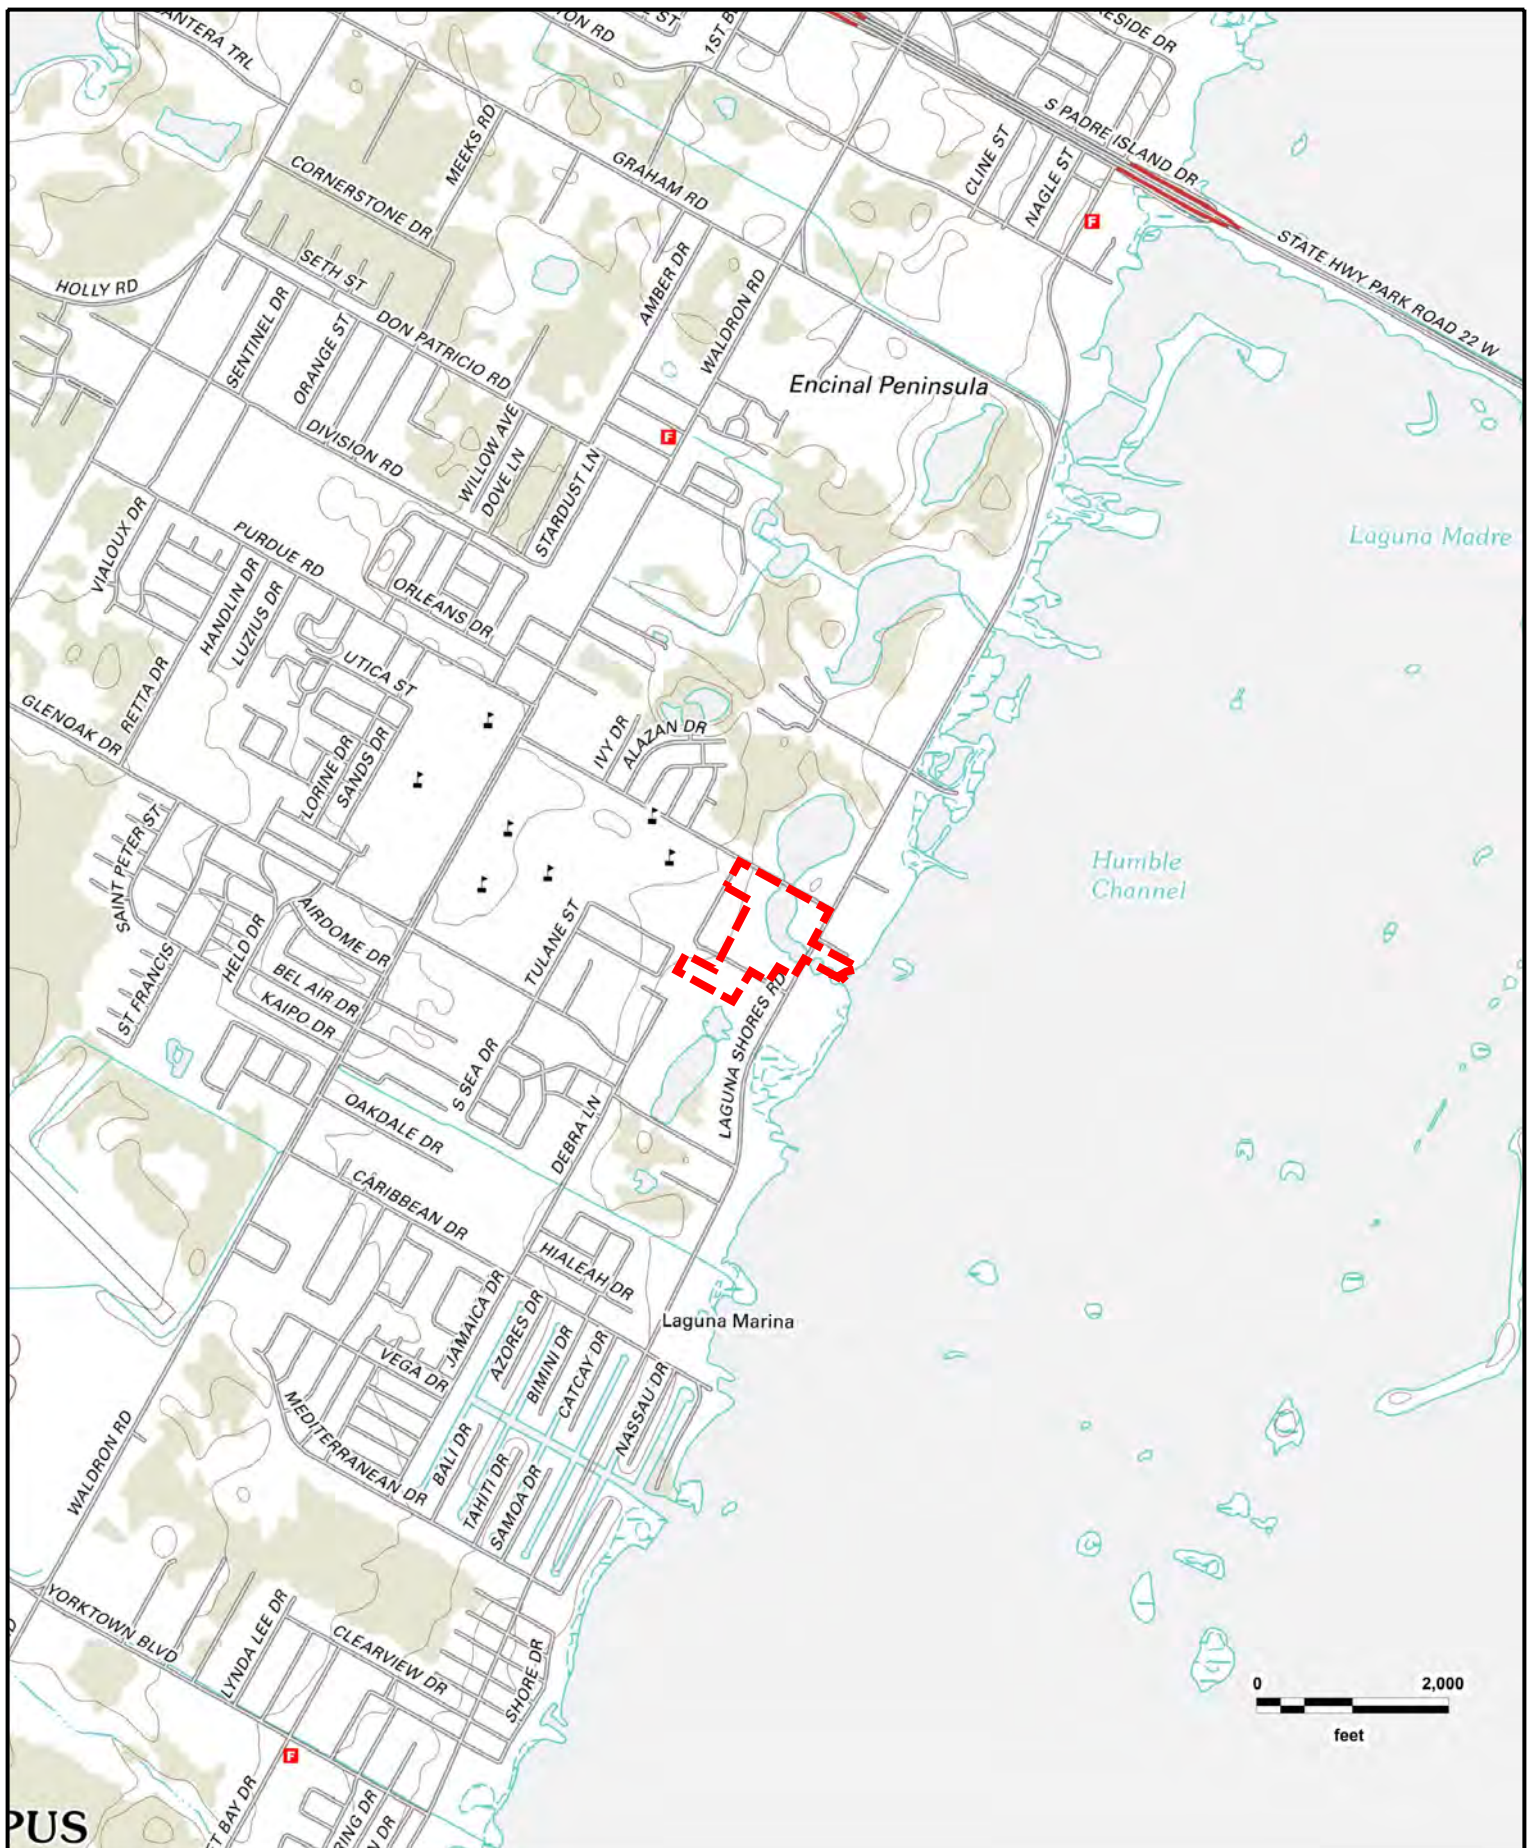 ANTERA TRL
ON RD
E ST
1ST B
ESIDE DR
S PADRE ISLAND DR
STATE HWY PARK ROAD 22 W
MEEKS RD
GRAHAM RD
CLINE ST
NAGLE ST
F
CORNERSTONE DR
SETH ST
HOLLY RD
AMBER DR
WALDRON RD
SENTINEL DR
ORANGE ST
DON PATRICIO RD
Encinal Peninsula
F
DIVISION RD
WILLOW AVE
DOVE LN
STARDUST LN
Laguna Madre
VIALOUX DR
PURDUE RD
HANDLIN DR
LUZIUS DR
ORLEANS DR
UTICA ST
RETTA DR
GLENOAK DR
LORINE DR
SANDS DR
IVY DR
ALAZAN DR
SAINT PETER ST
Humble
Channel
HELD DR
AIRDOME DR
TULANE ST
BEL AIR DR
KAIPO DR
ST FRANCIS
LAGUNA SHORES RD
S SEA DR
OAKDALE DR
DEBRA LN
CARIBBEAN DR
HIALEAH DR
JAMAICA DR
AZORES DR
BIMINI DR
CATCAY DR
Laguna Marina
VEGA DR
NASSAU DR
MEDITERRANEAN DR
BALI DR
TAHITI DR
SAMOA DR
WALDRON RD
YORKTOWN BLVD
LYNDA LEE DR
CLEARVIEW DR
SHORE DR
0 2,000
feet
F
D
PUS
T BAY DR
RING DR
N DR